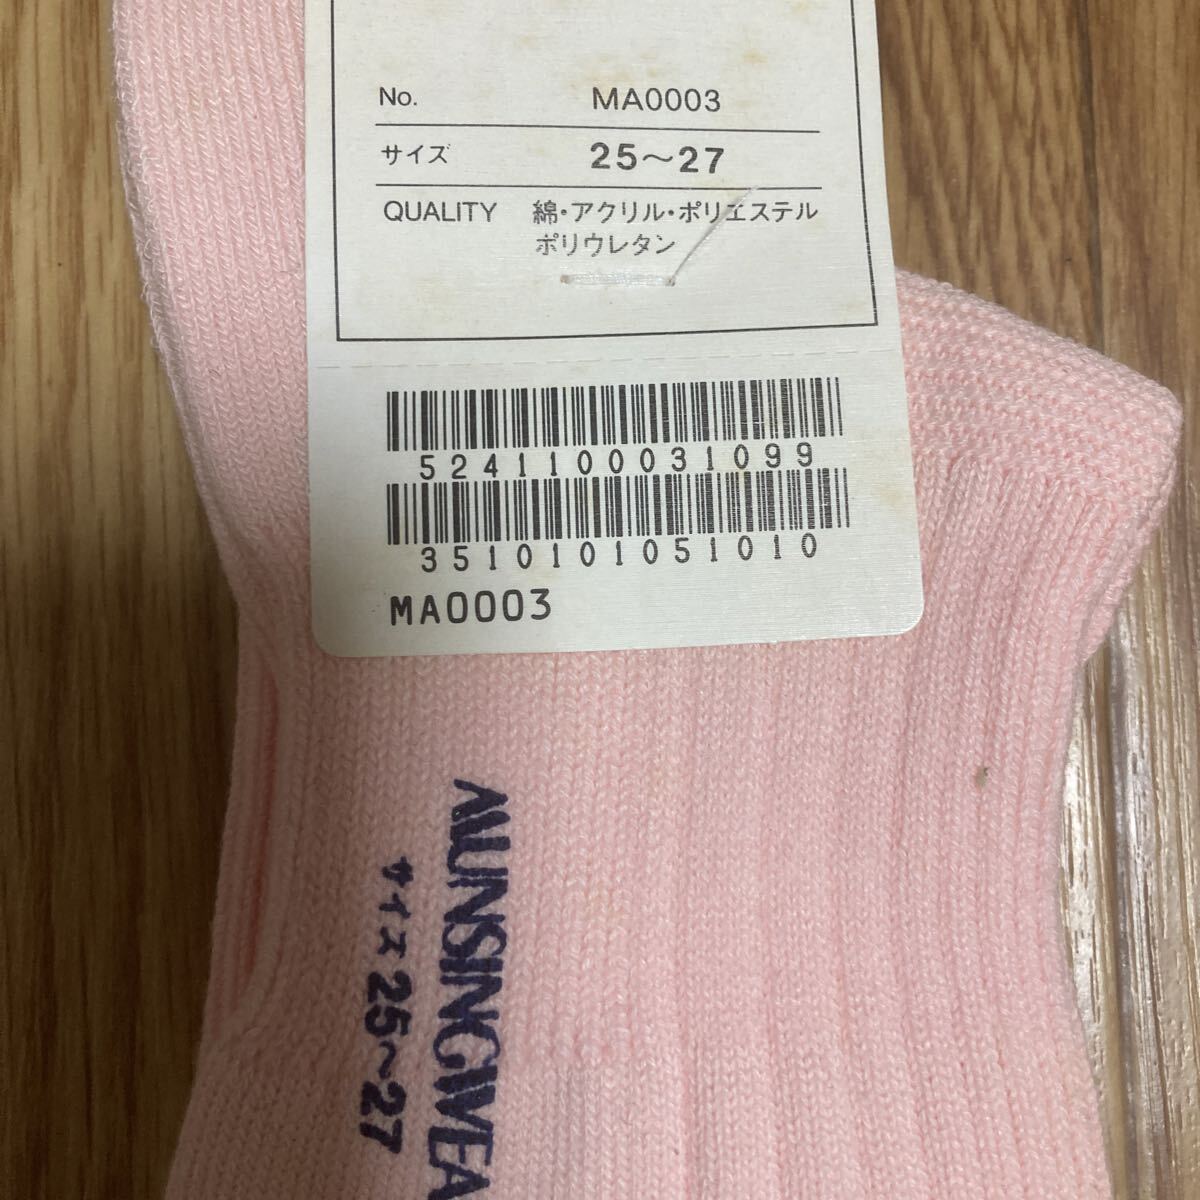 No. MA0003
サイズ 25～27
QUALITY 綿・アクリル・ポリエステル
ポリウレタン
5241100031099
3510101051010
MA0003
MUNSINGWEA
サイズ 25～27